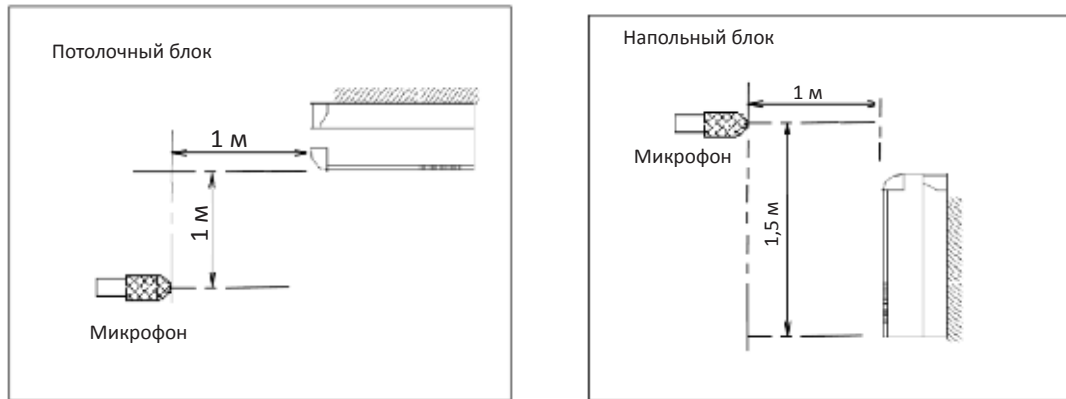 Потолочный блок
1 м
1 м
Микрофон
Напольный блок
1 м
Микрофон
1,5 м